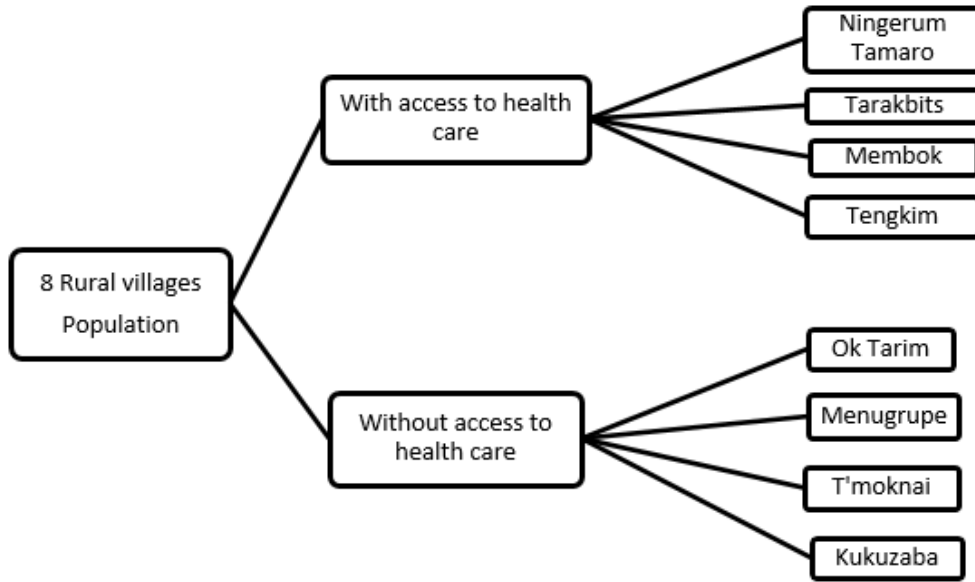 8 Rural villages
Population
With access to health
care
Ningerum
Tamaro
Tarakbits
Membok
Tengkim
Without access to
health care
Ok Tarim
Menugrupe
T'moknai
Kukuzaba